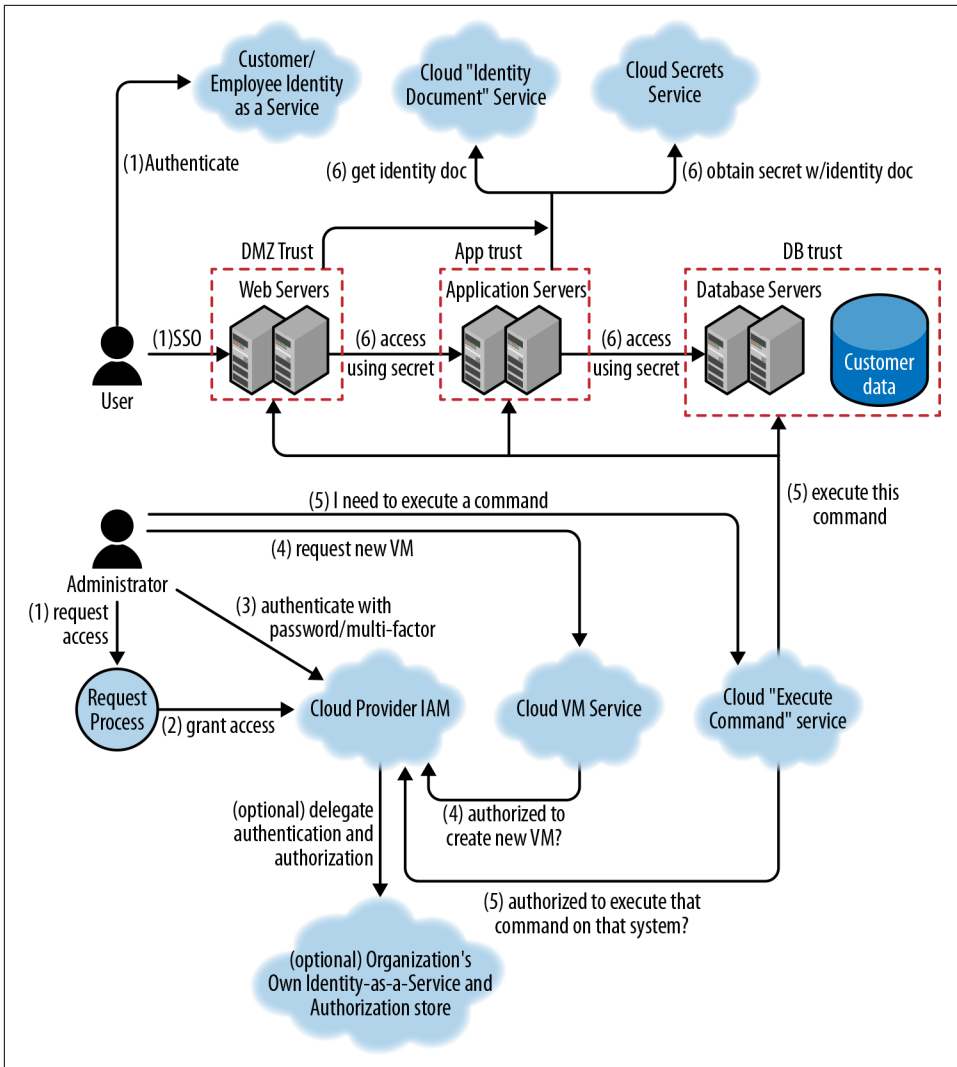 Customer/
Employee Identity
as a Service
Cloud "Identity
Document" Service
Cloud Secrets
Service
(1)Authenticate
(6) get identity doc
(6) obtain secret w/identity doc
DMZ Trust
App trust
DB trust
Web Servers
Application Servers
Database Servers
(1)SSO
(6) access
using secret
(6) access
using secret
Customer
data
User
(5) I need to execute a command
(5) execute this
command
(4) request new VM
Administrator
(1) request
access
(3) authenticate with
password/multi-factor
Request
Process
(2) grant access
Cloud Provider IAM
Cloud VM Service
Cloud "Execute
Command" service
(optional) delegate
authentication and
authorization
(4) authorized to
create new VM?
(5) authorized to execute that
command on that system?
(optional) Organization's
Own Identity-as-a-Service and
Authorization store